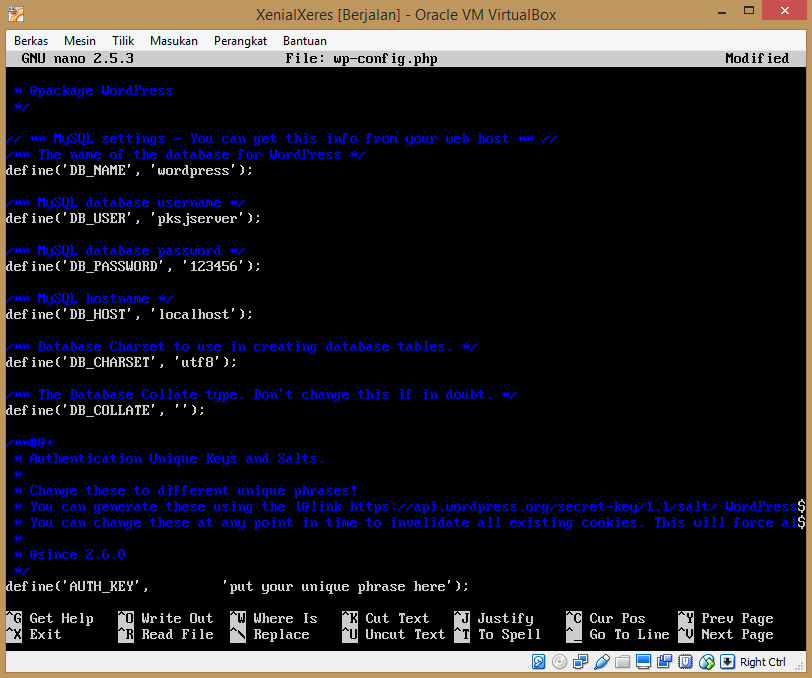 XenialXeres [Berjalan] - Oracle VM VirtualBox
Berkas Mesin Tilik Masukan Perangkat Bantuan
GNU nano 2.5.3 File: wp-config.php Modified
* @package WordPress
*/
// ** MySQL settings - You can get this info from your web host ** //
/** The name of the database for WordPress */
define('DB_NAME', 'wordpress');
/** MySQL database username */
define('DB_USER', 'pksjserver');
/** MySQL database password */
define('DB_PASSWORD', '123456');
/** MySQL hostname */
define('DB_HOST', 'localhost');
/** Database Charset to use in creating database tables. */
define('DB_CHARSET', 'utf8');
/** The Database Collate type. Don't change this if in doubt. */
define('DB_COLLATE', '');
/**#@+
* Authentication Unique Keys and Salts.
*
* Change these to different unique phrases!
* You can generate these using the {@link https://api.wordpress.org/secret-key/1.1/salt/ WordPress$
* You can change these at any point in time to invalidate all existing cookies. This will force al$
*
* @since 2.6.0
*/
define('AUTH_KEY', 'put your unique phrase here');
^G Get Help ^O Write Out ^W Where Is ^K Cut Text ^J Justify ^C Cur Pos ^Y Prev Page
^X Exit ^R Read File ^\ Replace ^U Uncut Text ^T To Spell ^_ Go To Line ^V Next Page
Right Ctrl